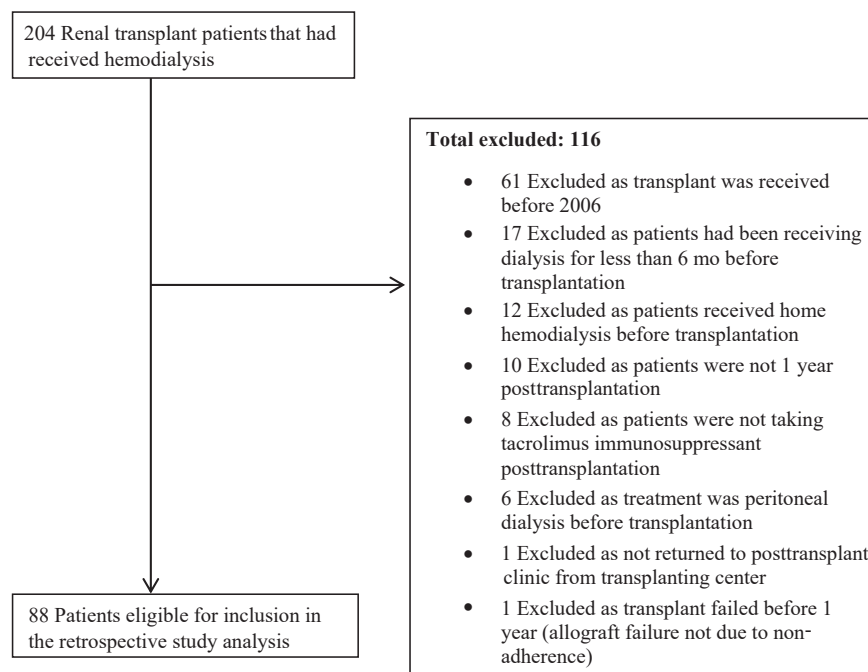 204 Renal transplant patients that had
received hemodialysis
Total excluded: 116
• 61 Excluded as transplant was received
before 2006
• 17 Excluded as patients had been receiving
dialysis for less than 6 mo before
transplantation
• 12 Excluded as patients received home
hemodialysis before transplantation
• 10 Excluded as patients were not 1 year
posttransplantation
• 8 Excluded as patients were not taking
tacrolimus immunosuppressant
posttransplantation
• 6 Excluded as treatment was peritoneal
dialysis before transplantation
• 1 Excluded as not returned to posttransplant
clinic from transplanting center
• 1 Excluded as transplant failed before 1
year (allograft failure not due to non-
adherence)
88 Patients eligible for inclusion in
the retrospective study analysis